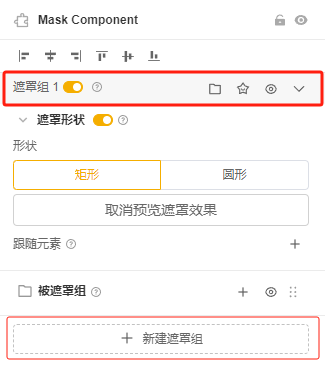 Mask Component
遮罩组 1
遮罩形状
形状
矩形 圆形
取消预览遮罩效果
跟随元素
被遮罩组
新建遮罩组